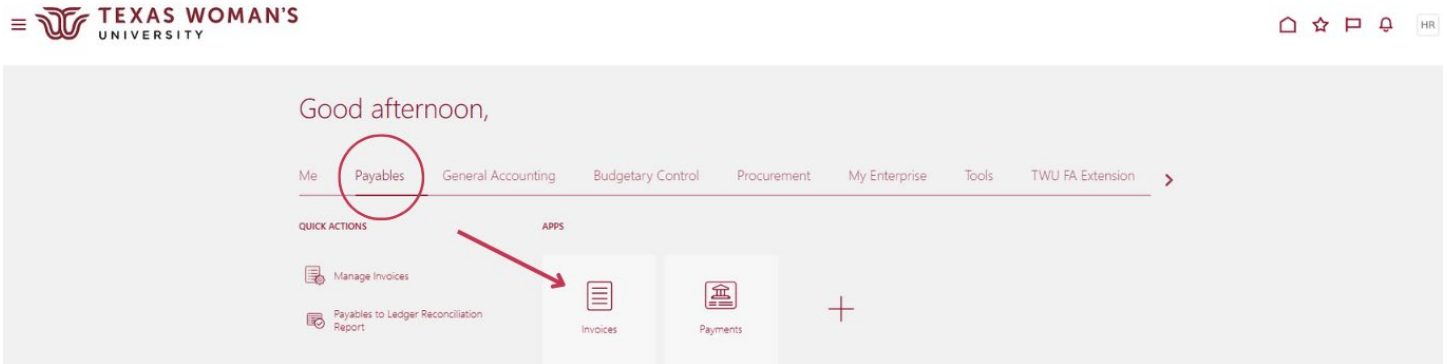 TEXAS WOMAN'S
UNIVERSITY
HR
Good afternoon,
Me Payables General Accounting Budgetary Control Procurement My Enterprise Tools TWU FA Extension
QUICK ACTIONS
APPS
Manage Invoices
Payables to Ledger Reconciliation
Report
Invoices
Payments